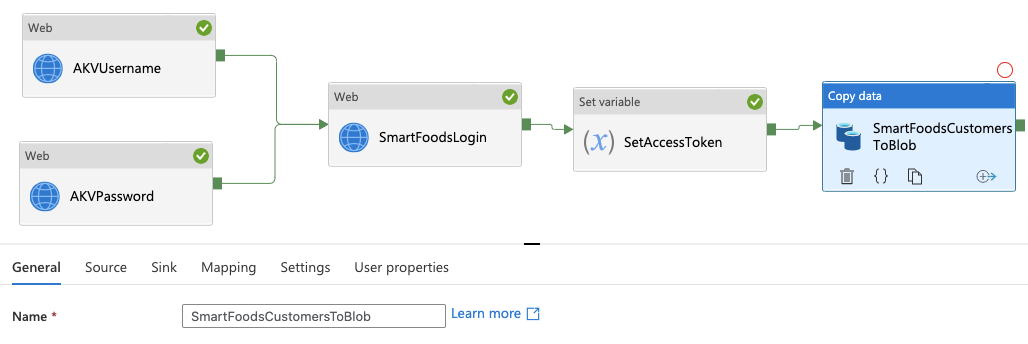 Web
AKVUsername
Web
AKVPassword
Web
SmartFoodsLogin
Set variable
(x) SetAccessToken
Copy data
SmartFoodsCustomers
ToBlob
{}
General Source Sink Mapping Settings User properties
Name * SmartFoodsCustomersToBlob Learn more